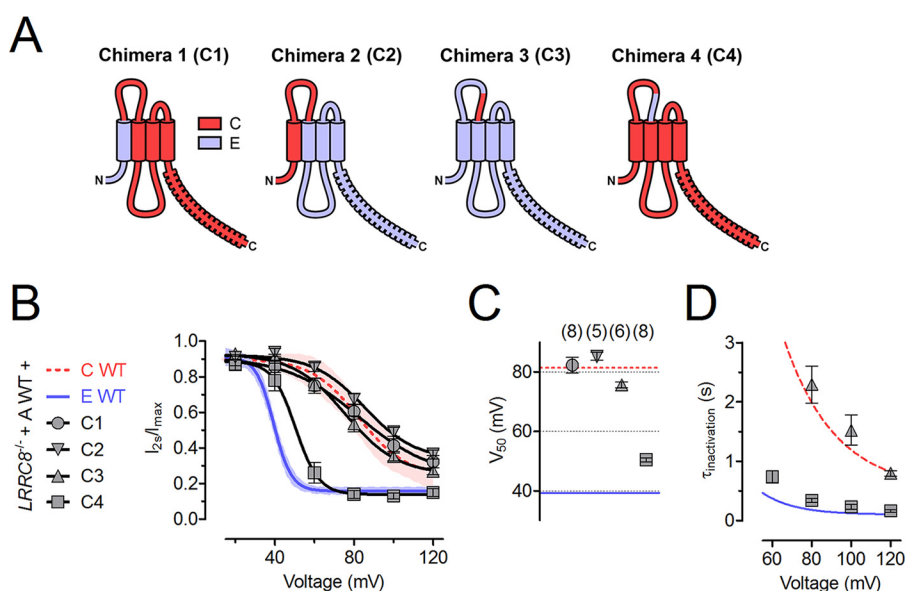 A
Chimera 1 (C1)
Chimera 2 (C2)
Chimera 3 (C3)
Chimera 4 (C4)
C
E
N
C
N
C
N
C
N
C
B
LRRC8-/- + A WT +
C WT
E WT
C1
C2
C3
C4
I2s/Imax
1.0
0.8
0.6
0.4
0.2
0.0
40
80
120
Voltage (mV)
C
(8) (5) (6) (8)
V50 (mV)
80
60
40
D
τinactivation (s)
3
2
1
0
60
80
100
120
Voltage (mV)